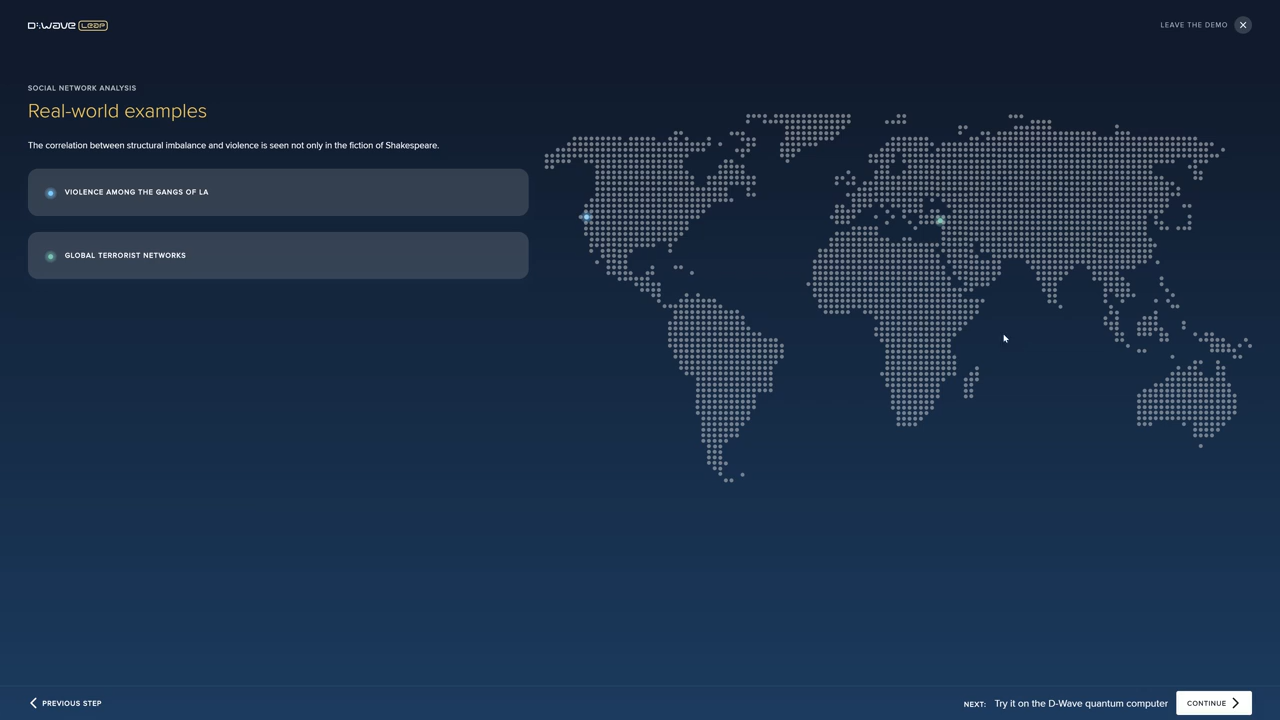 D:Wave Leap
LEAVE THE DEMO
SOCIAL NETWORK ANALYSIS
Real-world examples
The correlation between structural imbalance and violence is seen not only in the fiction of Shakespeare.
VIOLENCE AMONG THE GANGS OF LA
GLOBAL TERRORIST NETWORKS
PREVIOUS STEP
NEXT: Try it on the D-Wave quantum computer
CONTINUE